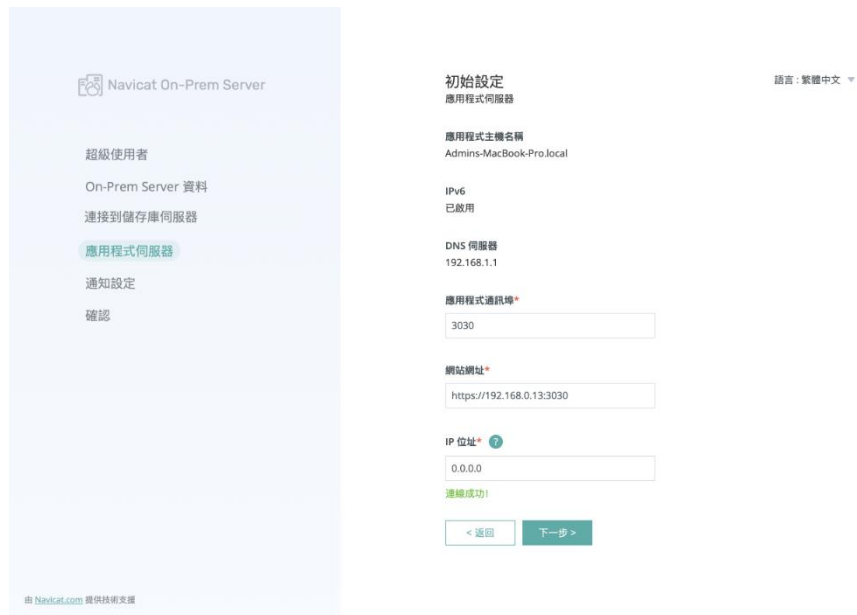 Navicat On-Prem Server
超級使用者
On-Prem Server 資料
連接到儲存庫伺服器
應用程式伺服器
通知設定
確認
由 Navicat.com 提供技術支援
初始設定
語言 : 繁體中文
應用程式伺服器
應用程式主機名稱
Admins-MacBook-Pro.local
IPv6
已啟用
DNS 伺服器
192.168.1.1
應用程式通訊埠*
3030
網站網址*
https://192.168.0.13:3030
IP 位址* ?
0.0.0.0
連線成功!
< 返回
下一步 >